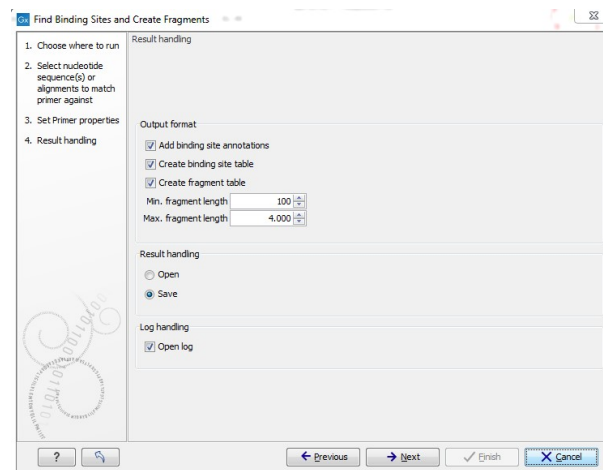 Gx Find Binding Sites and Create Fragments
1. Choose where to run
2. Select nucleotide
sequence(s) or
alignments to match
primer against
3. Set Primer properties
4. Result handling
Result handling
Output format
Add binding site annotations
Create binding site table
Create fragment table
Min. fragment length 100
Max. fragment length 4.000
Result handling
Open
Save
Log handling
Open log
? Previous Next Finish Cancel